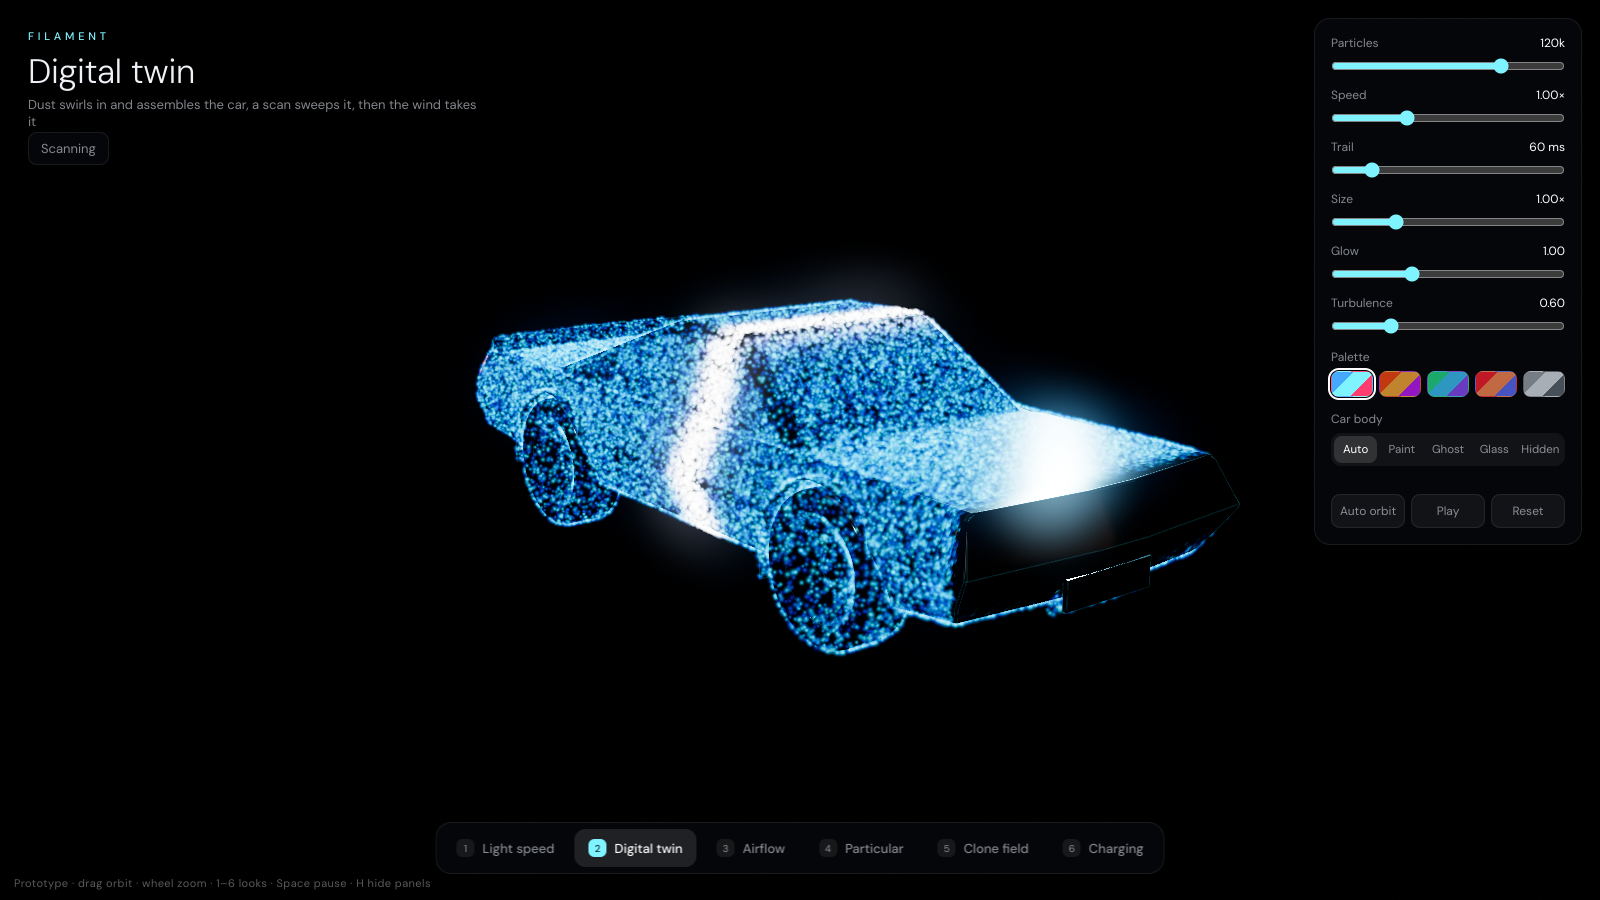 FILAMENT
Digital twin
Dust swirls in and assembles the car, a scan sweeps it, then the wind takes
it
Scanning
Particles 120k
Speed 1.00×
Trail 60 ms
Size 1.00×
Glow 1.00
Turbulence 0.60
Palette
Car body
Auto Paint Ghost Glass Hidden
Auto orbit Play Reset
1 Light speed 2 Digital twin 3 Airflow 4 Particular 5 Clone field 6 Charging
Prototype · drag orbit · wheel zoom · 1–6 looks · Space pause · H hide panels